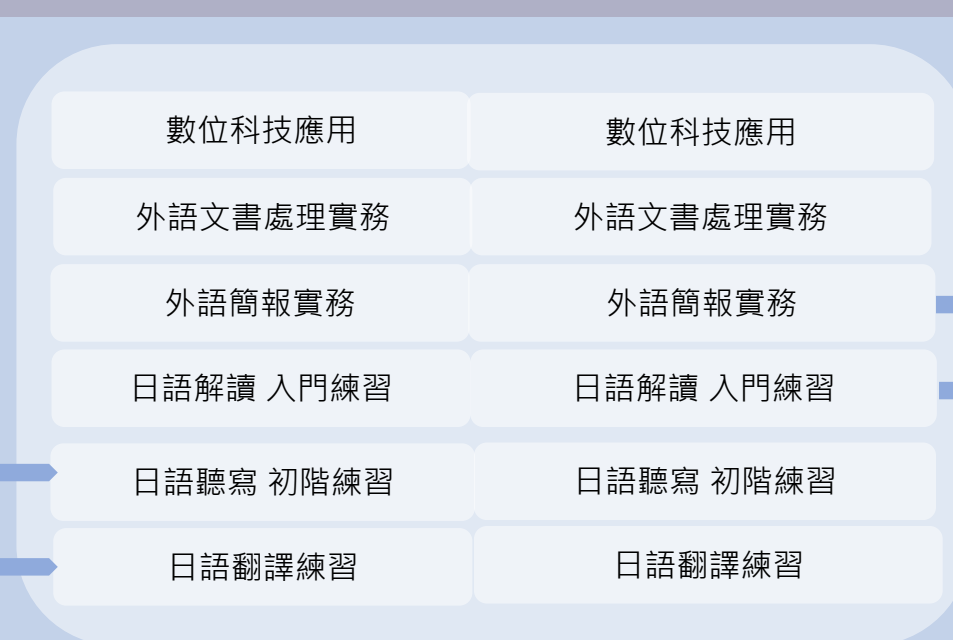 數位科技應用 數位科技應用
外語文書處理實務 外語文書處理實務
外語簡報實務 外語簡報實務
日語解讀 入門練習 日語解讀 入門練習
日語聽寫 初階練習 日語聽寫 初階練習
日語翻譯練習 日語翻譯練習